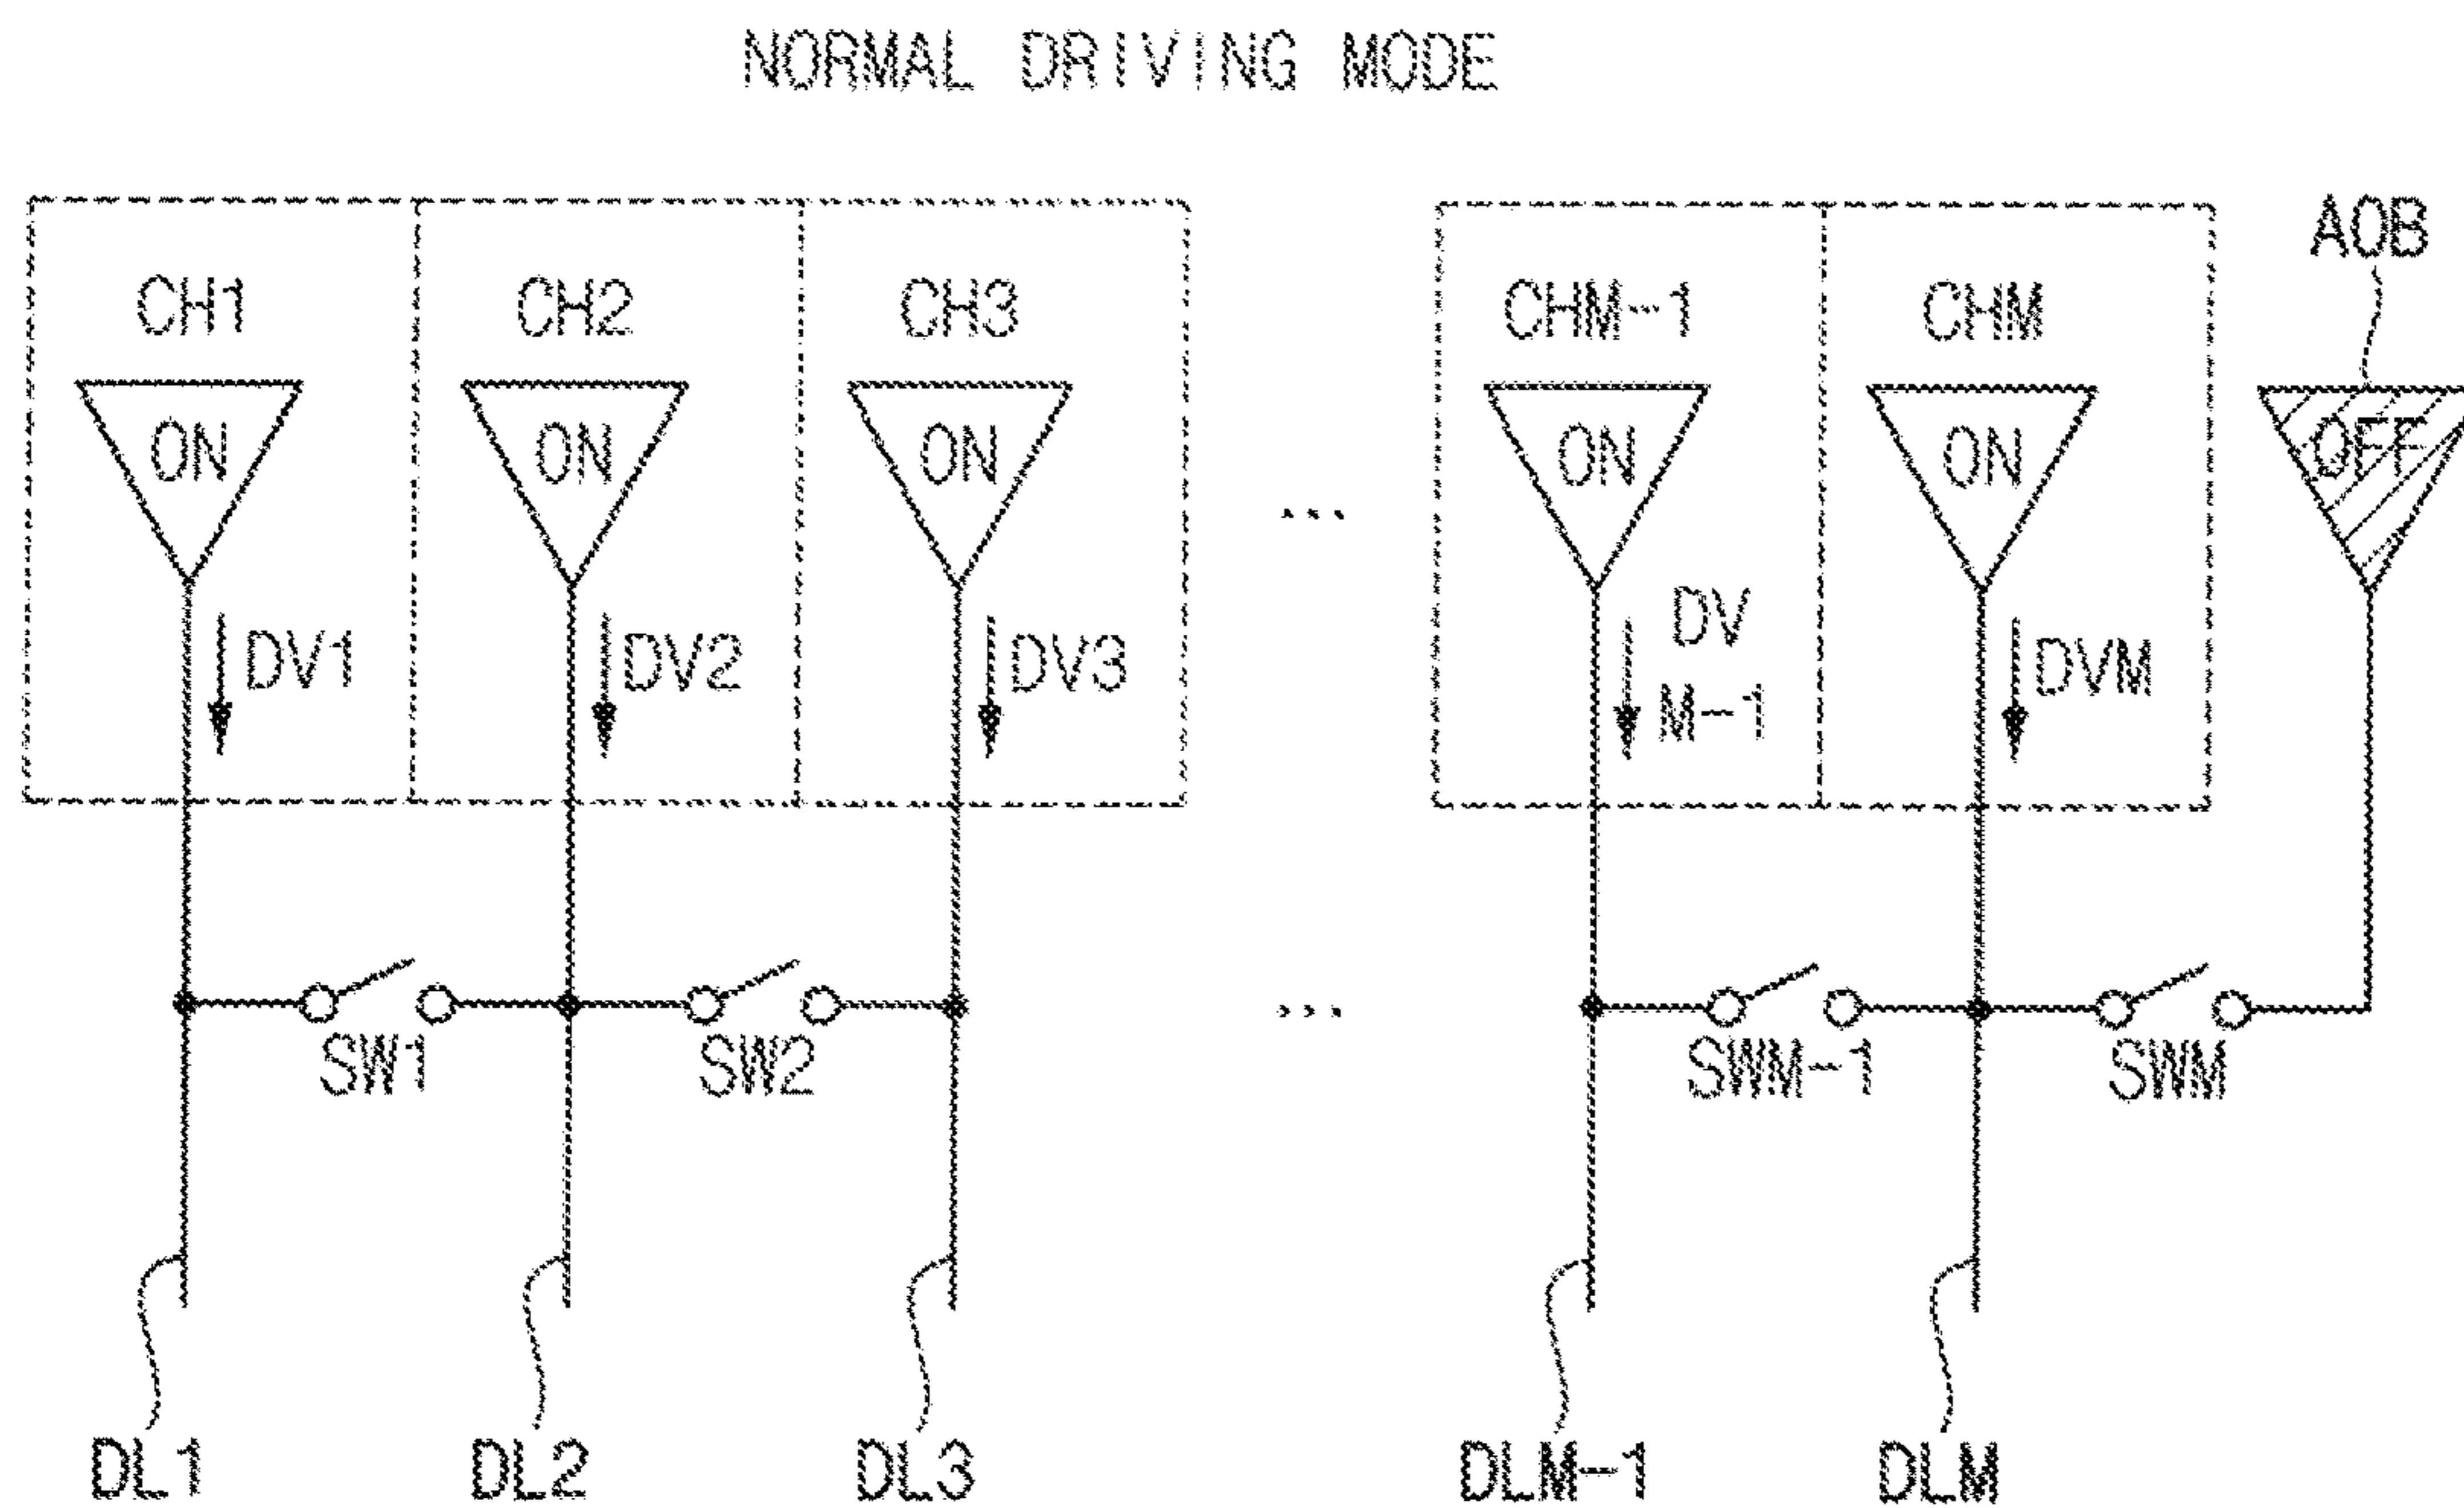 NORMAL DRIVING MODE
AOB
CH1 CH2 CH3 ... CHM-1 CHM
ON ON ON ON ON OFF
...
DV1 DV2 DV3 DV M-1 DVM
...
SW1 SW2 SWM-1 SWM
DL1 DL2 DL3 DLM-1 DLM